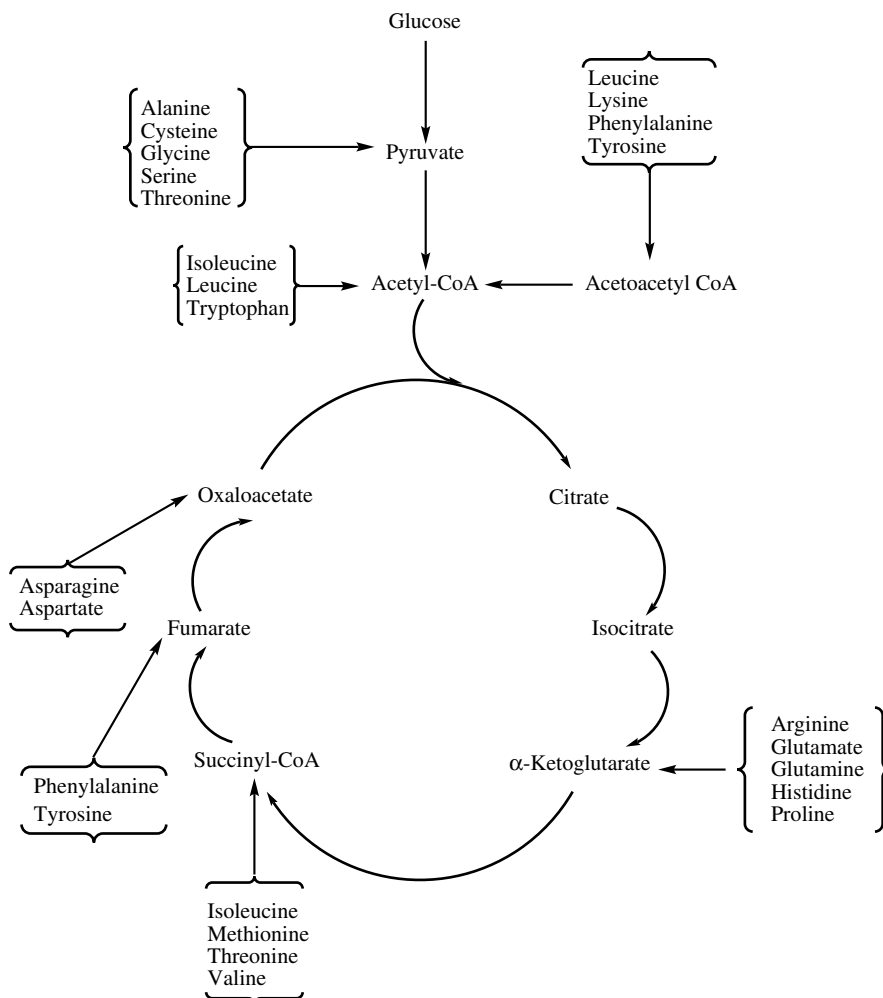 Glucose
Leucine
Lysine
Phenylalanine
Tyrosine
Alanine
Cysteine
Glycine
Serine
Threonine
Pyruvate
Isoleucine
Leucine
Tryptophan
Acetyl-CoA
Acetoacetyl CoA
Oxaloacetate
Citrate
Asparagine
Aspartate
Fumarate
Isocitrate
Arginine
Glutamate
Glutamine
Histidine
Proline
Succinyl-CoA
α-Ketoglutarate
Phenylalanine
Tyrosine
Isoleucine
Methionine
Threonine
Valine